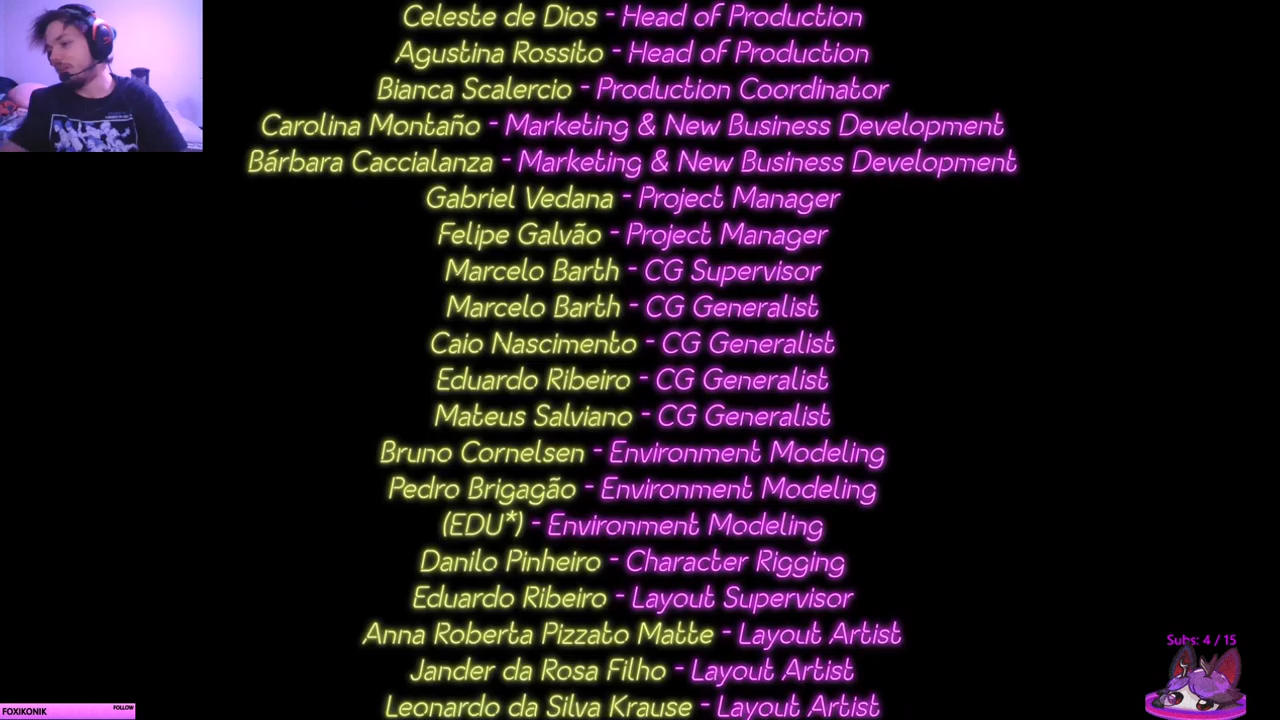 Celeste de Dios - Head of Production
Agustina Rossito - Head of Production
Bianca Scalercio - Production Coordinator
Carolina Montaño - Marketing & New Business Development
Bárbara Caccialanza - Marketing & New Business Development
Gabriel Vedana - Project Manager
Felipe Galvão - Project Manager
Marcelo Barth - CG Supervisor
Marcelo Barth - CG Generalist
Caio Nascimento - CG Generalist
Eduardo Ribeiro - CG Generalist
Mateus Salviano - CG Generalist
Bruno Cornelsen - Environment Modeling
Pedro Brigagão - Environment Modeling
(EDU*) - Environment Modeling
Danilo Pinheiro - Character Rigging
Eduardo Ribeiro - Layout Supervisor
Anna Roberta Pizzato Matte - Layout Artist
Jander da Rosa Filho - Layout Artist
Leonardo da Silva Krause - Layout Artist
Subs: 4 / 15
FOXIKONIK
FOLLOW